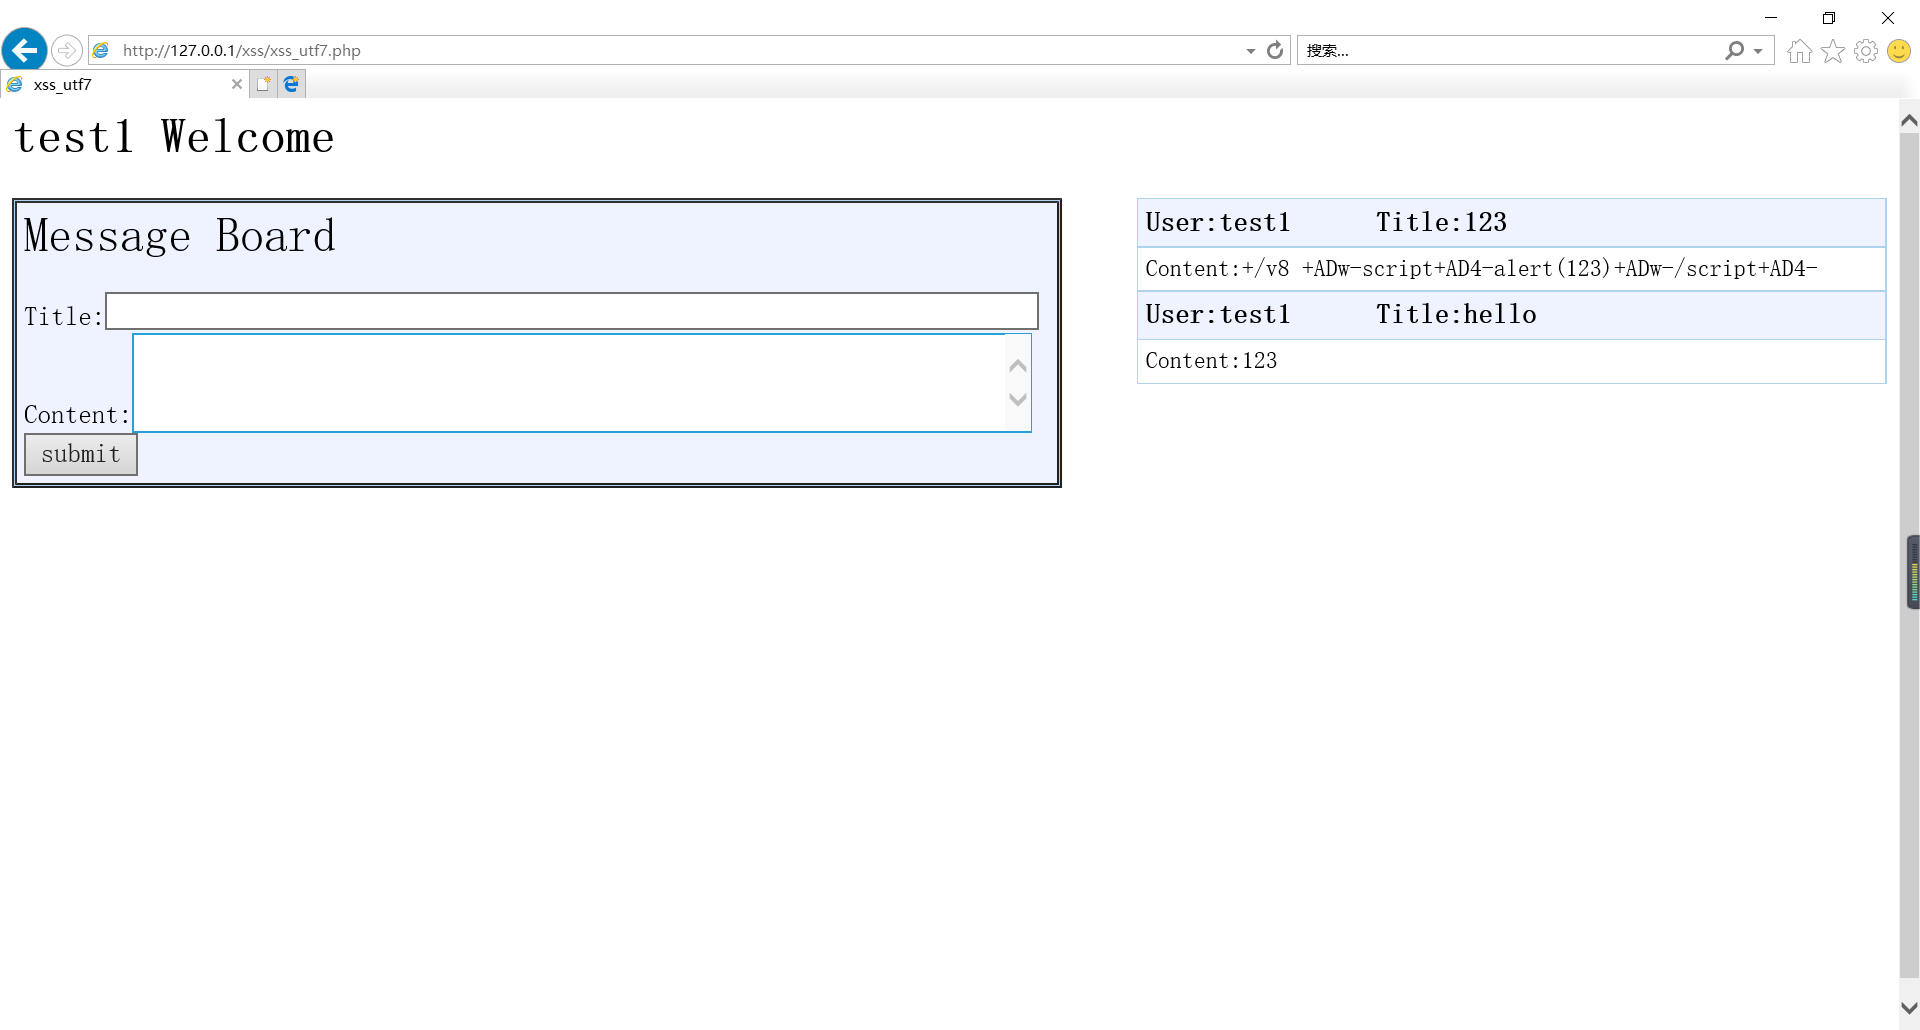 http://127.0.0.1/xss/xss_utf7.php
搜索...
xss_utf7
test1 Welcome
Message Board
Title:
Content:
submit
User:test1 Title:123
Content:+/v8 +ADw-script+AD4-alert(123)+ADw-/script+AD4-
User:test1 Title:hello
Content:123